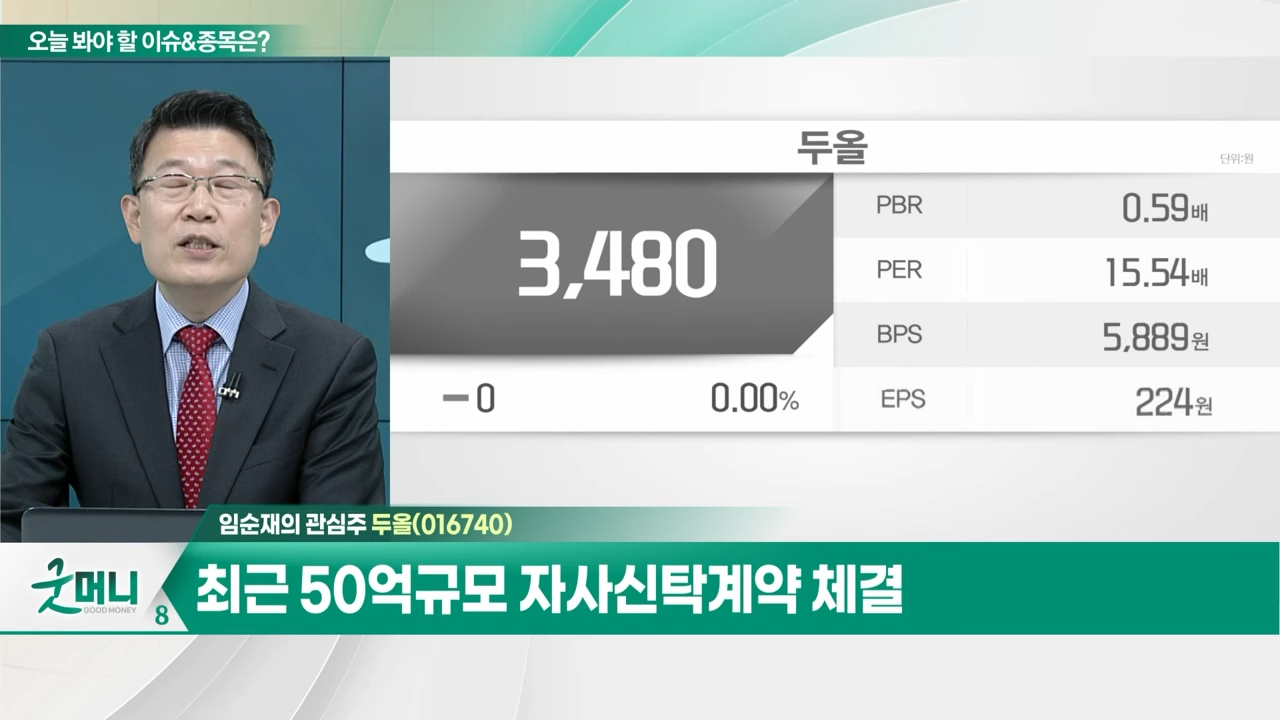 오늘 봐야 할 이슈&종목은?
두올
단위:원
3,480
0
0.00%
PBR 0.59배
PER 15.54배
BPS 5,889원
EPS 224원
임순재의 관심주 두올(016740)
굿머니
GOOD MONEY
8
최근 50억규모 자사신탁계약 체결